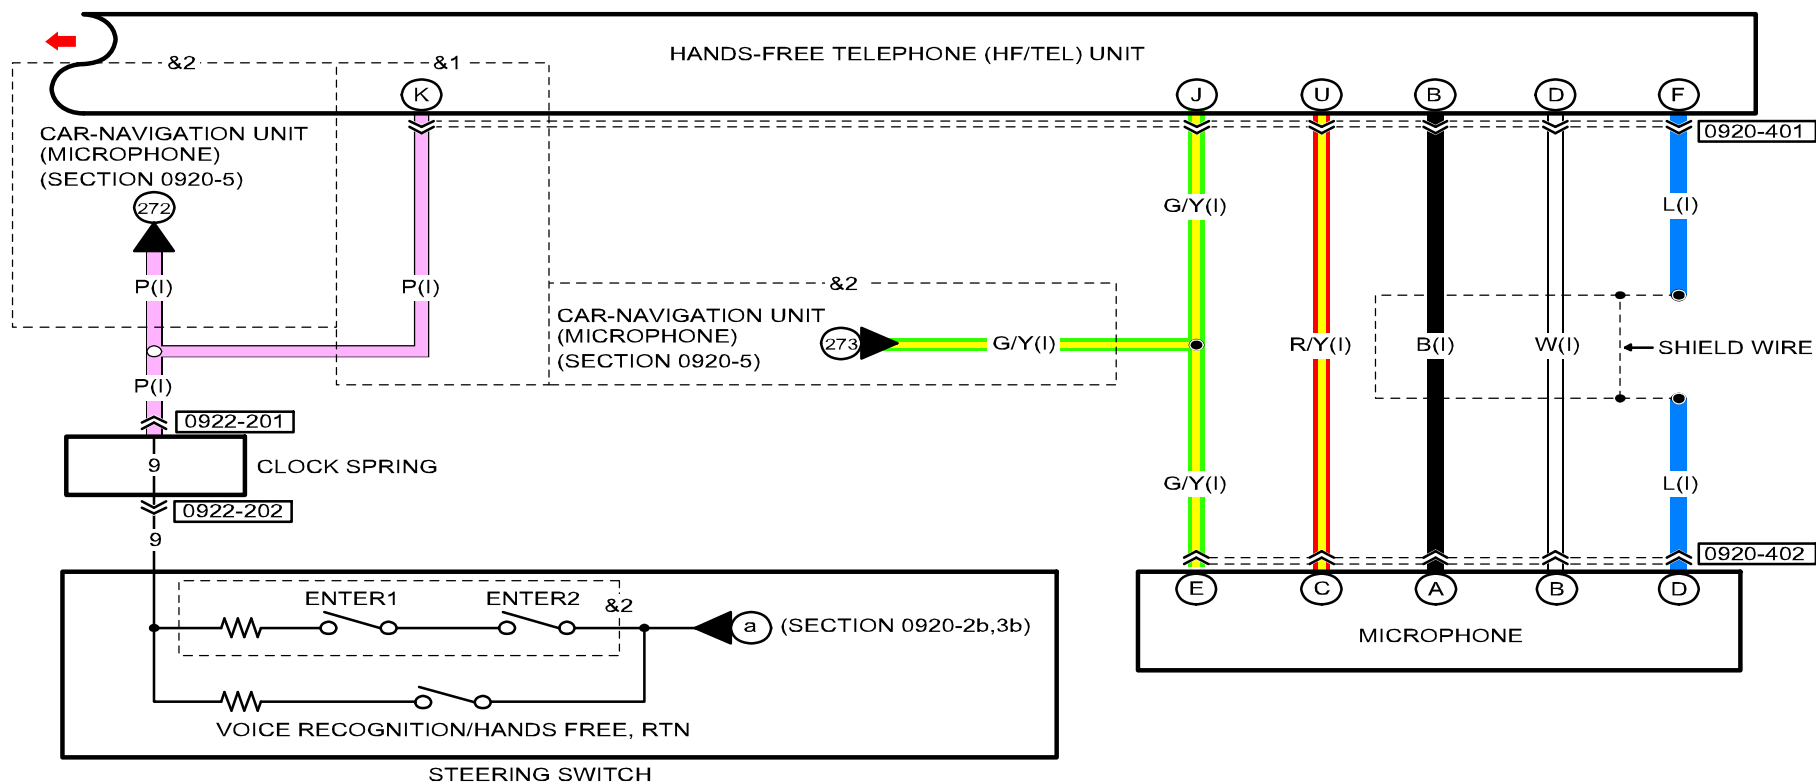 HANDS-FREE TELEPHONE (HF/TEL) UNIT
&2
&1
K
J
U
B
D
F
0920-401
CAR-NAVIGATION UNIT
(MICROPHONE)
(SECTION 0920-5)
272
P(I)
P(I)
G/Y(I)
L(I)
&2
CAR-NAVIGATION UNIT
(MICROPHONE)
(SECTION 0920-5)
273
G/Y(I)
R/Y(I)
B(I)
W(I)
SHIELD WIRE
P(I)
0922-201
9
CLOCK SPRING
0922-202
9
G/Y(I)
L(I)
0920-402
E
C
A
B
D
MICROPHONE
ENTER1
ENTER2
&2
a
(SECTION 0920-2b,3b)
VOICE RECOGNITION/HANDS FREE, RTN
STEERING SWITCH